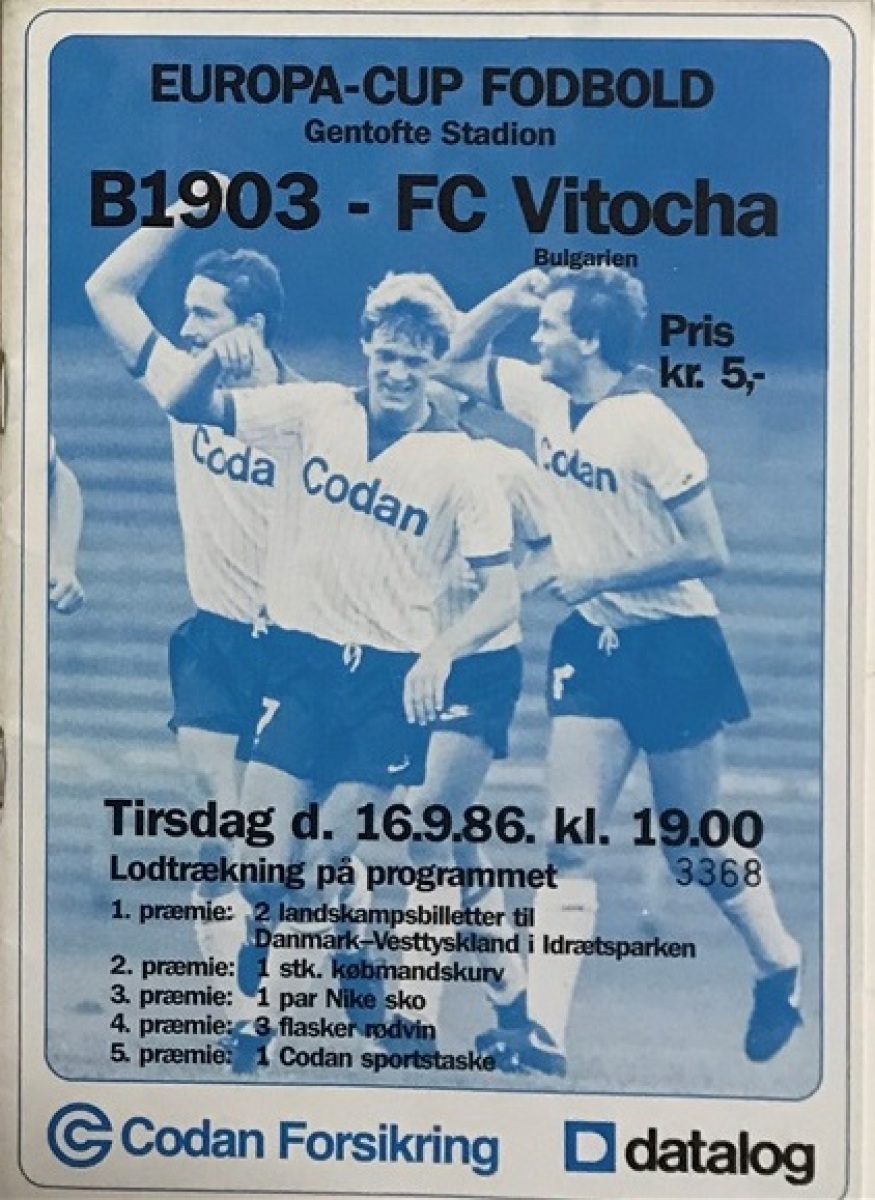 EUROPA-CUP FODBOLD
Gentofte Stadion
B1903 - FC Vitocha
Bulgarien
Pris
kr. 5,-
Coda
Codan
Codan
9
7
Tirsdag d. 16.9.86. kl. 19.00
Lodtrækning på programmet 3368
1. præmie: 2 landskampsbilletter til
Danmark–Vesttyskland i Idrætsparken
2. præmie: 1 stk. købmandskurv
3. præmie: 1 par Nike sko
4. præmie: 3 flasker rødvin
5. præmie: 1 Codan sportstaske
Codan Forsikring
datalog